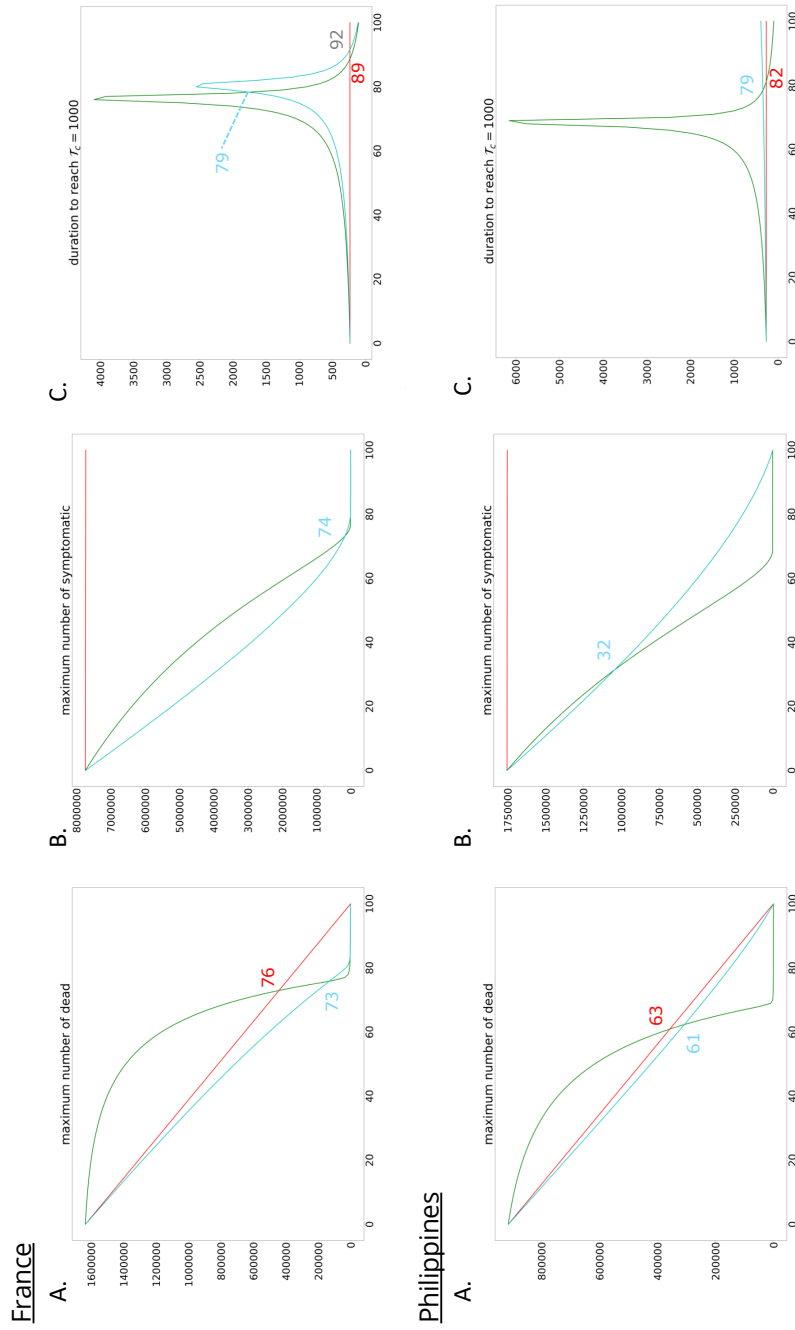 France
A.
maximum number of dead
1600000
1400000
1200000
1000000
800000
600000
400000
200000
0
0 20 40 60 80 100
76
73
B.
maximum number of symptomatic
8000000
7000000
6000000
5000000
4000000
3000000
2000000
1000000
0
0 20 40 60 80 100
74
C.
duration to reach 𝒯c = 1000
4000
3500
3000
2500
2000
1500
1000
500
0
0 20 40 60 80 100
79
92
89
Philippines
A.
maximum number of dead
800000
600000
400000
200000
0
0 20 40 60 80 100
63
61
B.
maximum number of symptomatic
1750000
1500000
1250000
1000000
750000
500000
250000
0
0 20 40 60 80 100
32
C.
duration to reach 𝒯c = 1000
6000
5000
4000
3000
2000
1000
0
0 20 40 60 80 100
79
82